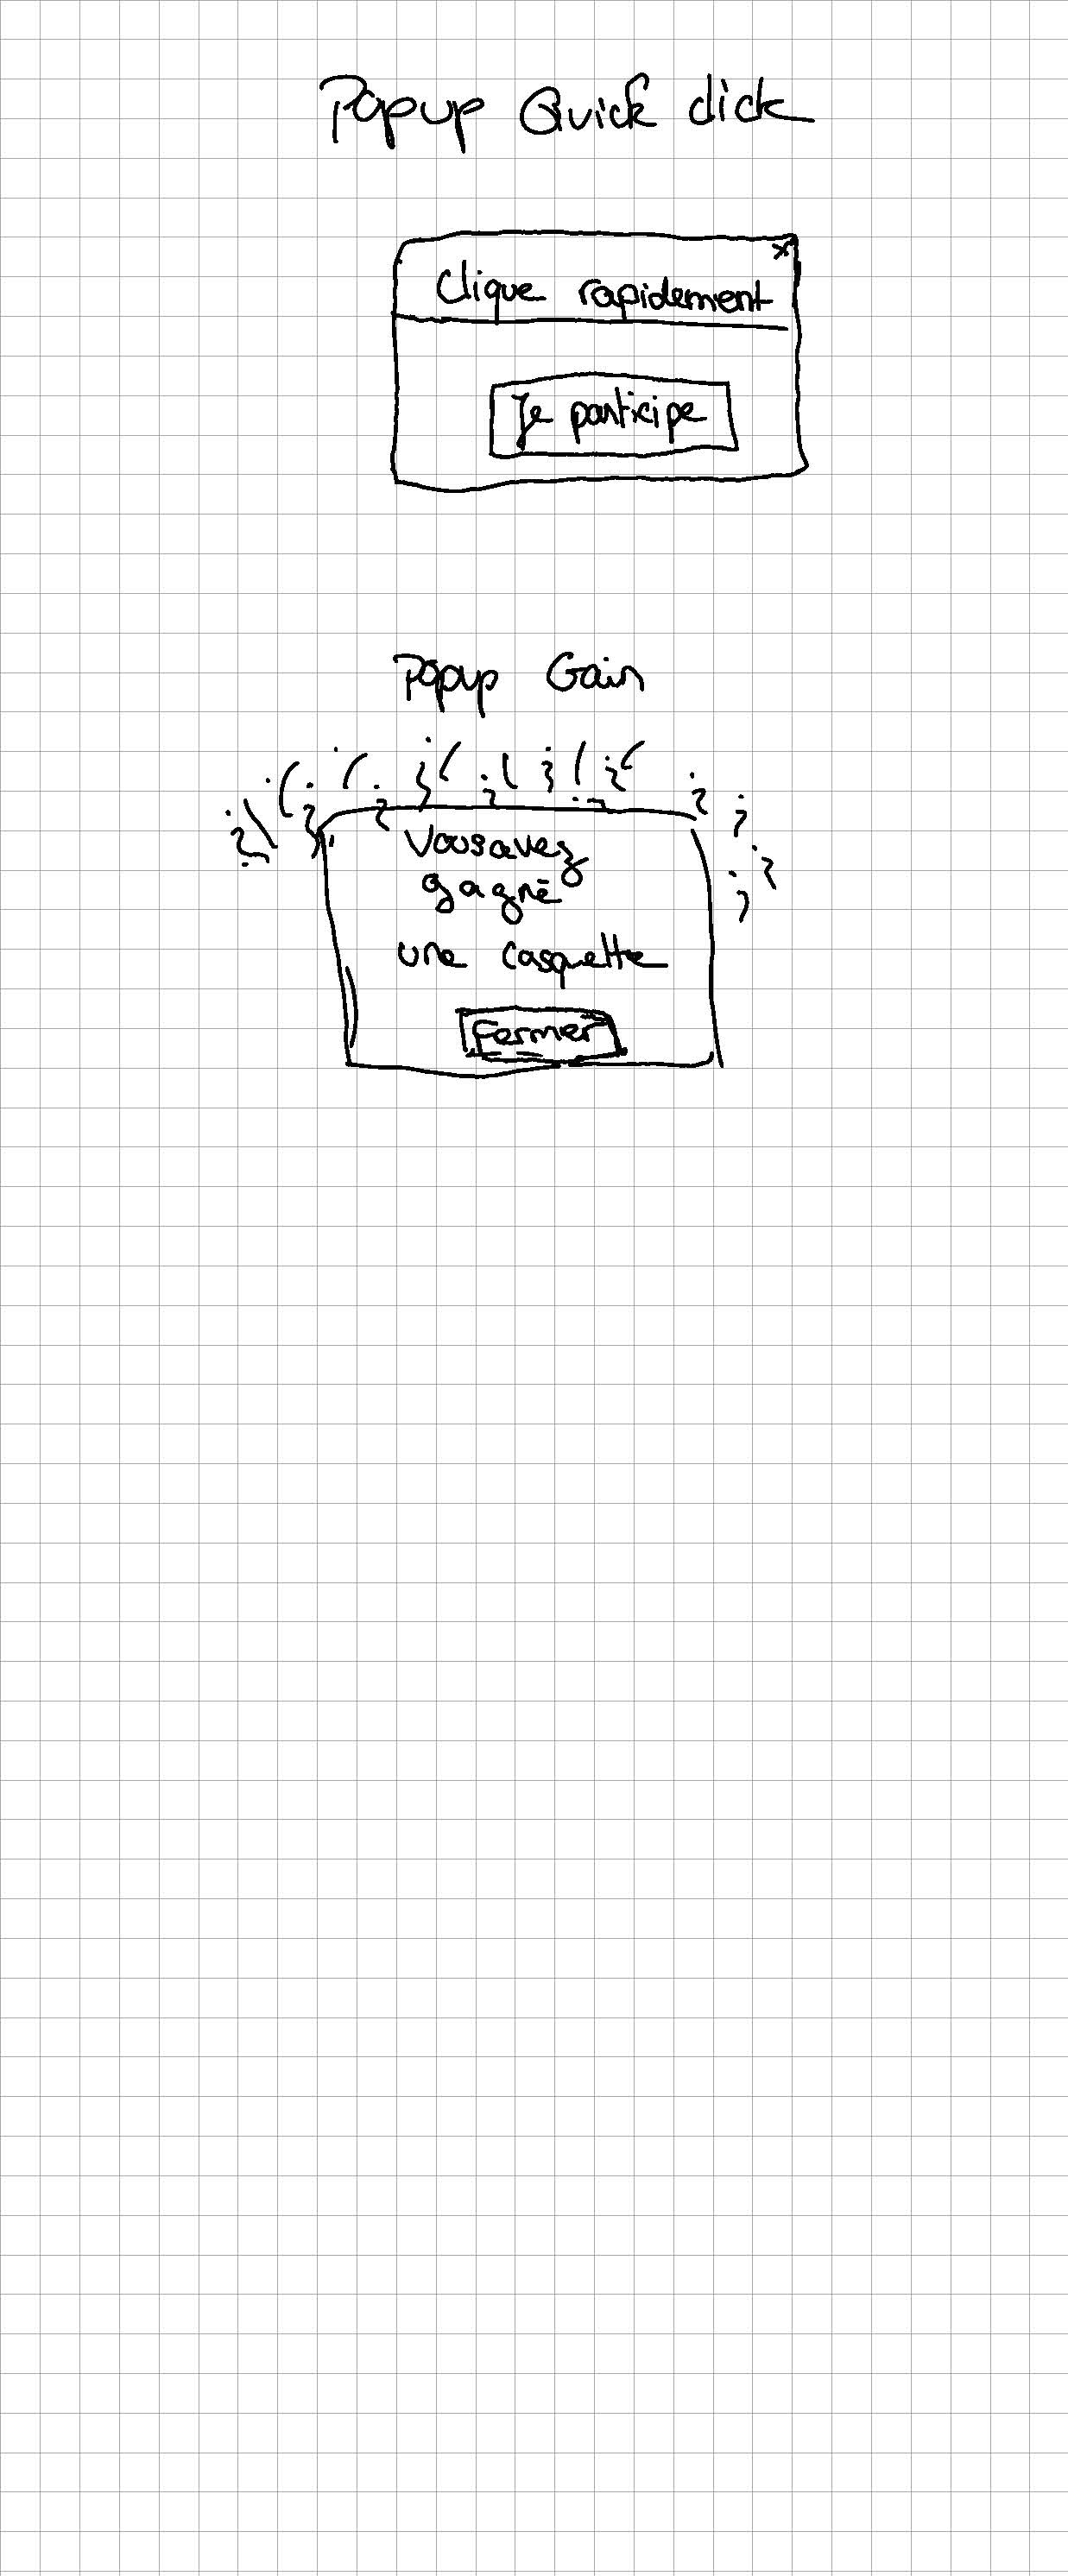 Popup Quick click
x
Clique rapidement
Je participe
Popup Gain
Vous avez
gagné
une casquette
Fermer